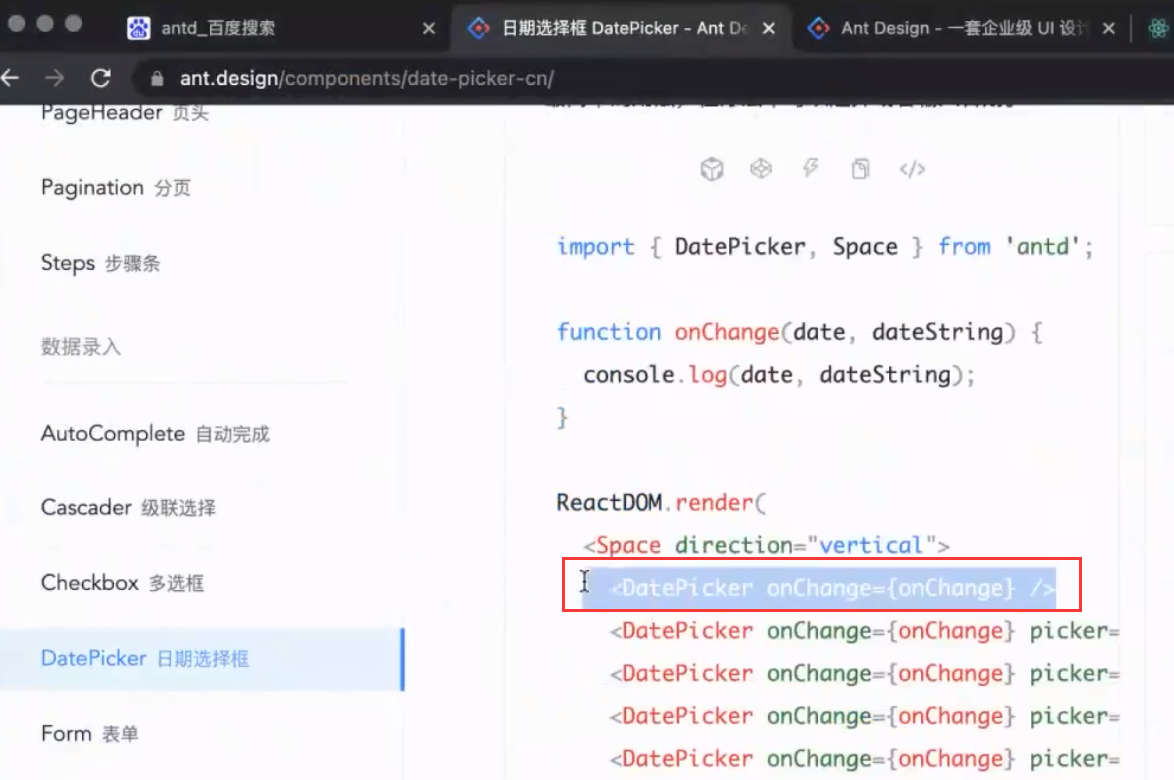 antd_百度搜索
日期选择框 DatePicker - Ant De
Ant Design - 一套企业级 UI 设计
ant.design/components/date-picker-cn/
PageHeader 页头
Pagination 分页
Steps 步骤条
数据录入
AutoComplete 自动完成
Cascader 级联选择
Checkbox 多选框
DatePicker 日期选择框
Form 表单
</>
import { DatePicker, Space } from 'antd';
function onChange(date, dateString) {
console.log(date, dateString);
}
ReactDOM.render(
<Space direction="vertical">
<DatePicker onChange={onChange} />
<DatePicker onChange={onChange} picker=
<DatePicker onChange={onChange} picker=
<DatePicker onChange={onChange} picker=
<DatePicker onChange={onChange} picker=